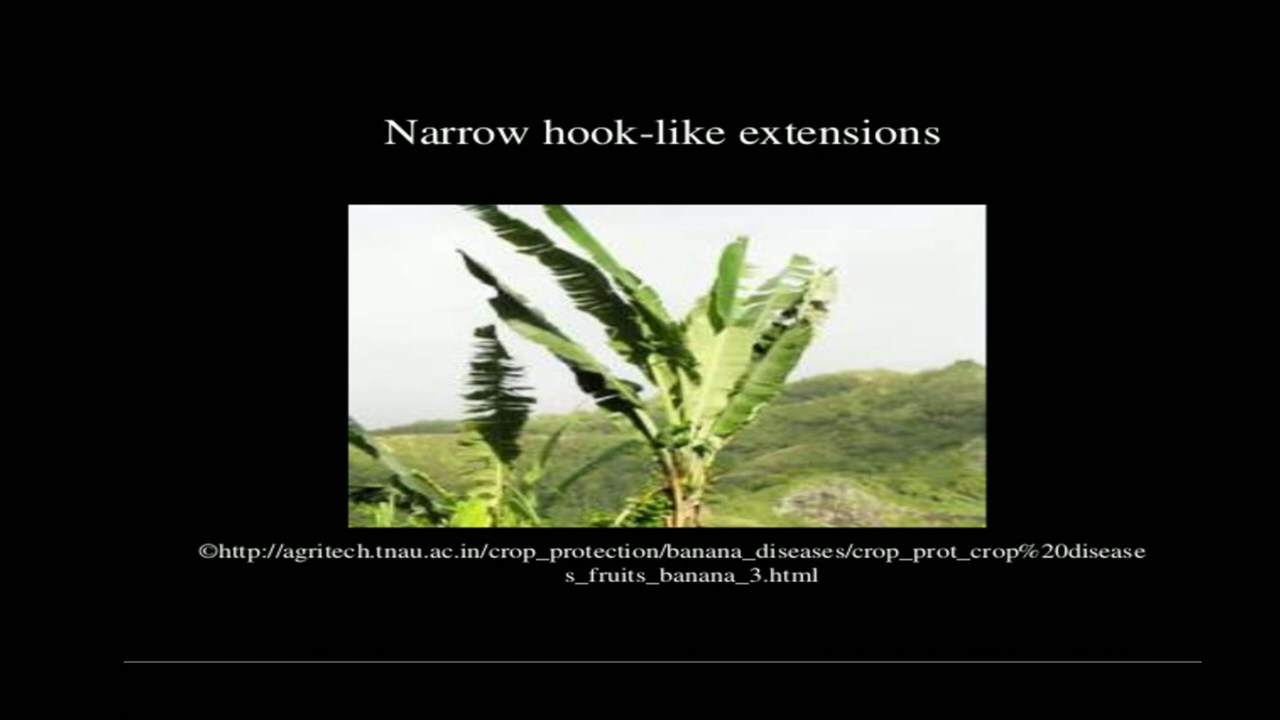 Narrow hook-like extensions
©http://agritech.tnau.ac.in/crop_protection/banana_diseases/crop_prot_crop%20disease
s_fruits_banana_3.html